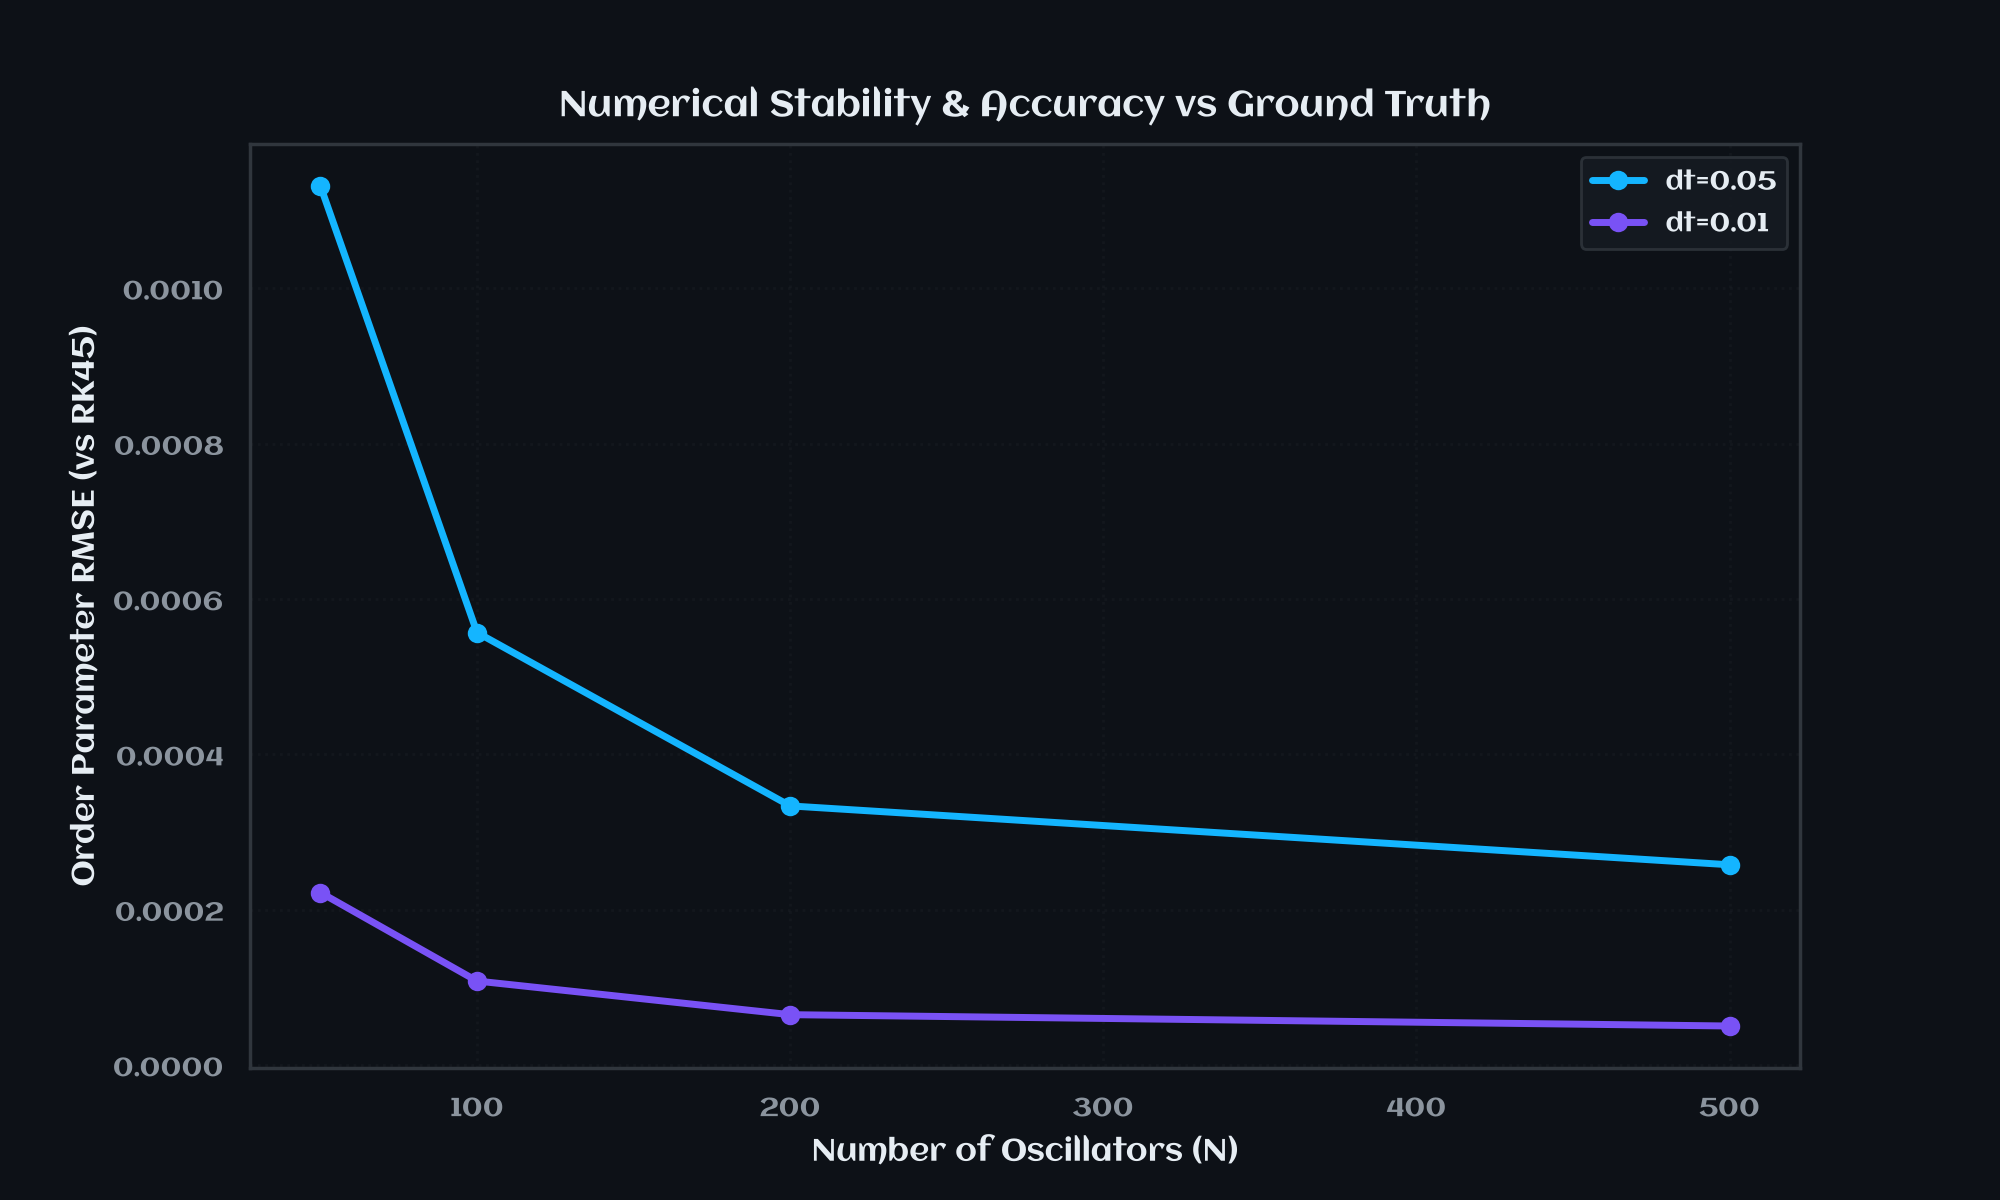 Numerical Stability & Accuracy vs Ground Truth
dt=0.05
dt=0.01
Order Parameter RMSE (vs RK45)
0.0010
0.0008
0.0006
0.0004
0.0002
0.0000
100 200 300 400 500
Number of Oscillators (N)